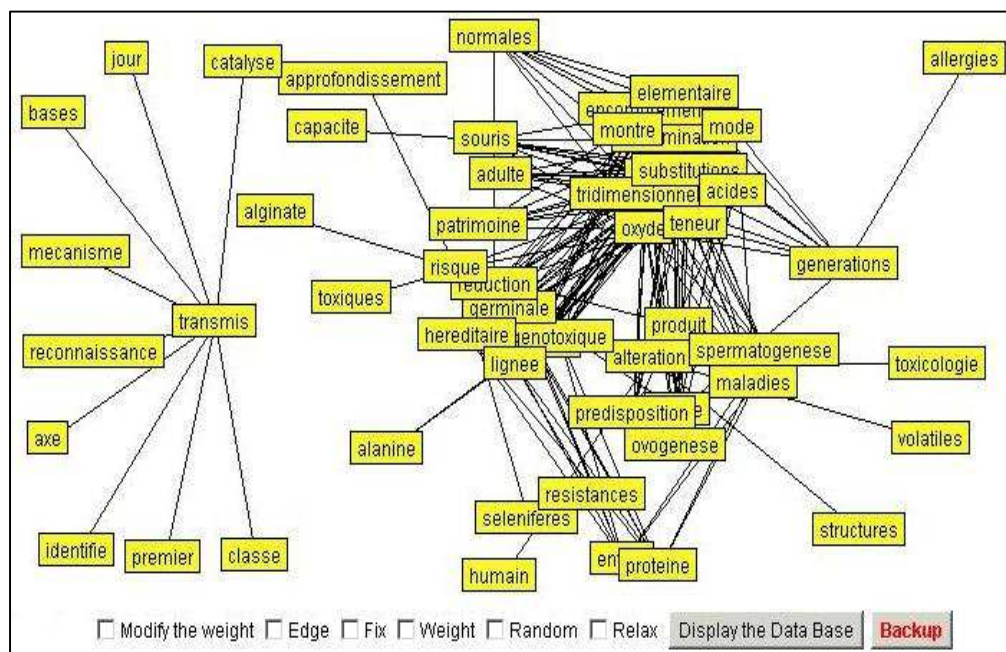 normales
jour
allergies
catalyse
approfondissement
elementaire
bases
capacite
montre
mode
souris
substitutions
adulte
tridimensionnel
acides
alginate
patrimoine
oxyde
teneur
mecanisme
risque
generations
reduction
toxiques
germinale
transmis
produit
hereditaire
genotoxique
reconnaissance
alteration
spermatogenese
lignee
toxicologie
maladies
predisposition
axe
alanine
ovogenese
volatiles
resistances
seleniferes
structures
identifie
premier
classe
proteine
humain
Modify the weight Edge Fix Weight Random Relax Display the Data Base Backup